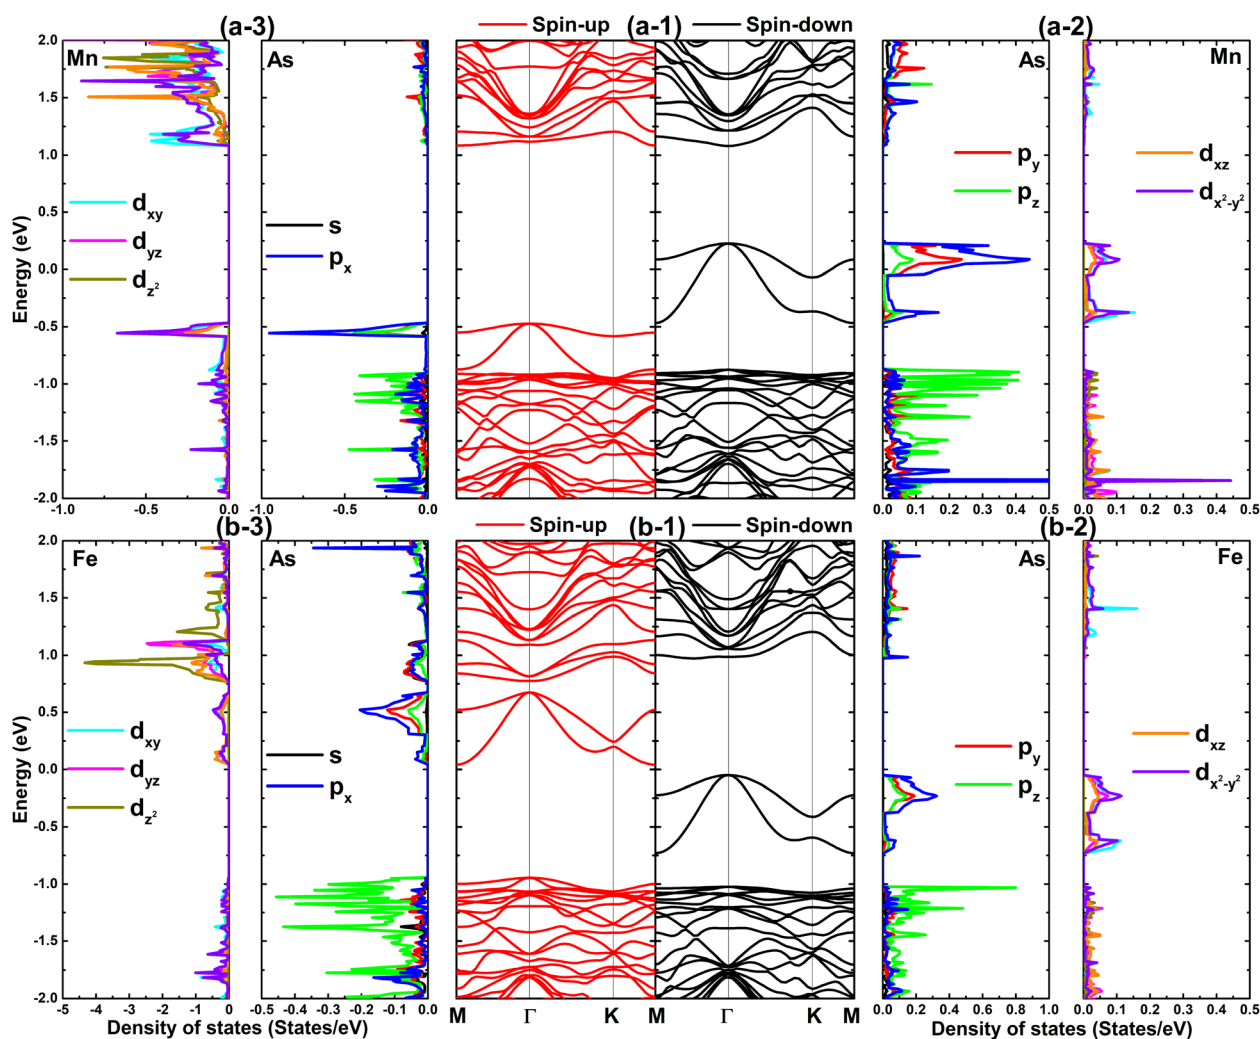 (a-3) Spin-up (a-1) Spin-down (a-2)
2.0 Mn As As Mn
1.5
1.0 p_y d_xz
0.5 d_xy s p_z d_x²-y²
0.0 d_yz p_x
d_z²
-0.5
-1.0
-1.5
-2.0
Energy (eV)
-1.0 -0.5 0.0 -1.0 -0.5 0.0 0.0 0.2 0.4 0.6 0.8 1.0 0.0 0.1 0.2 0.3 0.4 0.5
(b-3) Spin-up (b-1) Spin-down (b-2)
2.0 Fe As As Fe
1.5
1.0
0.5 d_xy s p_y d_xz
0.0 d_yz p_x p_z d_x²-y²
d_z²
-0.5
-1.0
-1.5
-2.0
Energy (eV)
-5 -4 -3 -2 -1 0 -0.5 -0.4 -0.3 -0.2 -0.1 0.0 M Γ K M Γ K M 0.0 0.2 0.4 0.6 0.8 1.0 0.0 0.1 0.2 0.3 0.4 0.5
Density of states (States/eV) Density of states (States/eV)